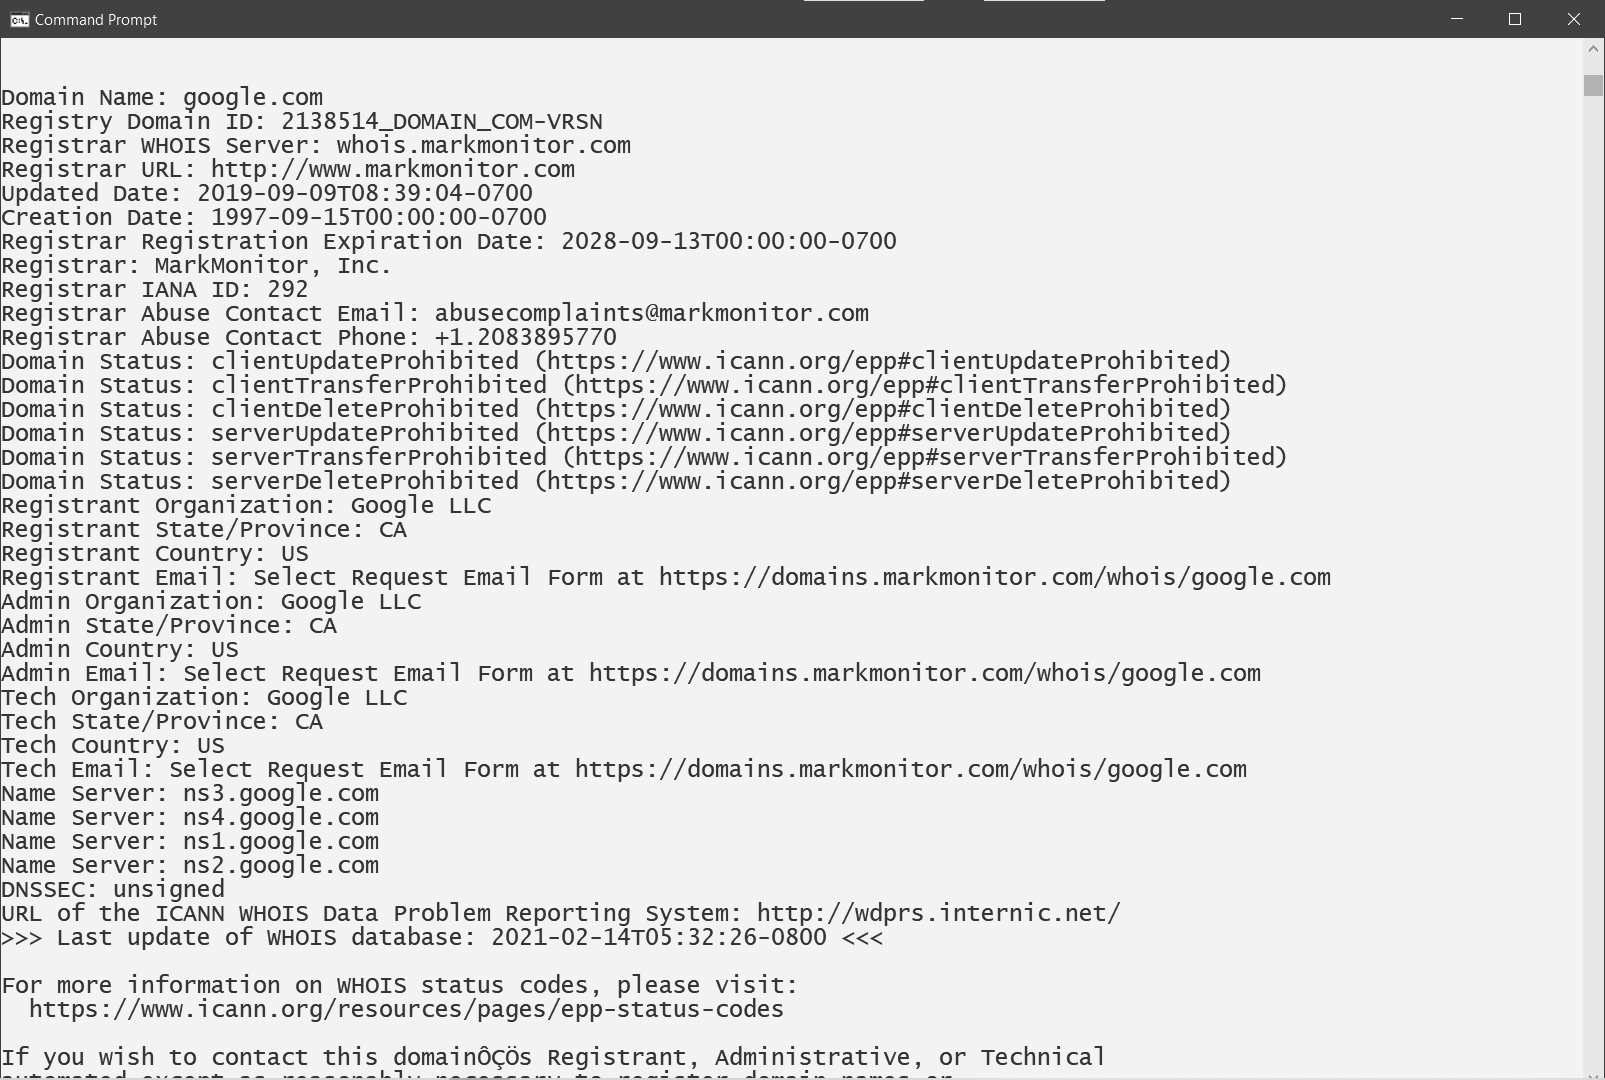 Command Prompt
Domain Name: google.com
Registry Domain ID: 2138514_DOMAIN_COM-VRSN
Registrar WHOIS Server: whois.markmonitor.com
Registrar URL: http://www.markmonitor.com
Updated Date: 2019-09-09T08:39:04-0700
Creation Date: 1997-09-15T00:00:00-0700
Registrar Registration Expiration Date: 2028-09-13T00:00:00-0700
Registrar: MarkMonitor, Inc.
Registrar IANA ID: 292
Registrar Abuse Contact Email: abusecomplaints@markmonitor.com
Registrar Abuse Contact Phone: +1.2083895770
Domain Status: clientUpdateProhibited (https://www.icann.org/epp#clientUpdateProhibited)
Domain Status: clientTransferProhibited (https://www.icann.org/epp#clientTransferProhibited)
Domain Status: clientDeleteProhibited (https://www.icann.org/epp#clientDeleteProhibited)
Domain Status: serverUpdateProhibited (https://www.icann.org/epp#serverUpdateProhibited)
Domain Status: serverTransferProhibited (https://www.icann.org/epp#serverTransferProhibited)
Domain Status: serverDeleteProhibited (https://www.icann.org/epp#serverDeleteProhibited)
Registrant Organization: Google LLC
Registrant State/Province: CA
Registrant Country: US
Registrant Email: Select Request Email Form at https://domains.markmonitor.com/whois/google.com
Admin Organization: Google LLC
Admin State/Province: CA
Admin Country: US
Admin Email: Select Request Email Form at https://domains.markmonitor.com/whois/google.com
Tech Organization: Google LLC
Tech State/Province: CA
Tech Country: US
Tech Email: Select Request Email Form at https://domains.markmonitor.com/whois/google.com
Name Server: ns3.google.com
Name Server: ns4.google.com
Name Server: ns1.google.com
Name Server: ns2.google.com
DNSSEC: unsigned
URL of the ICANN WHOIS Data Problem Reporting System: http://wdprs.internic.net/
>>> Last update of WHOIS database: 2021-02-14T05:32:26-0800 <<<
For more information on WHOIS status codes, please visit:
https://www.icann.org/resources/pages/epp-status-codes
If you wish to contact this domainÔÇÖs Registrant, Administrative, or Technical
automated except as reasonably necessary to register domain names or